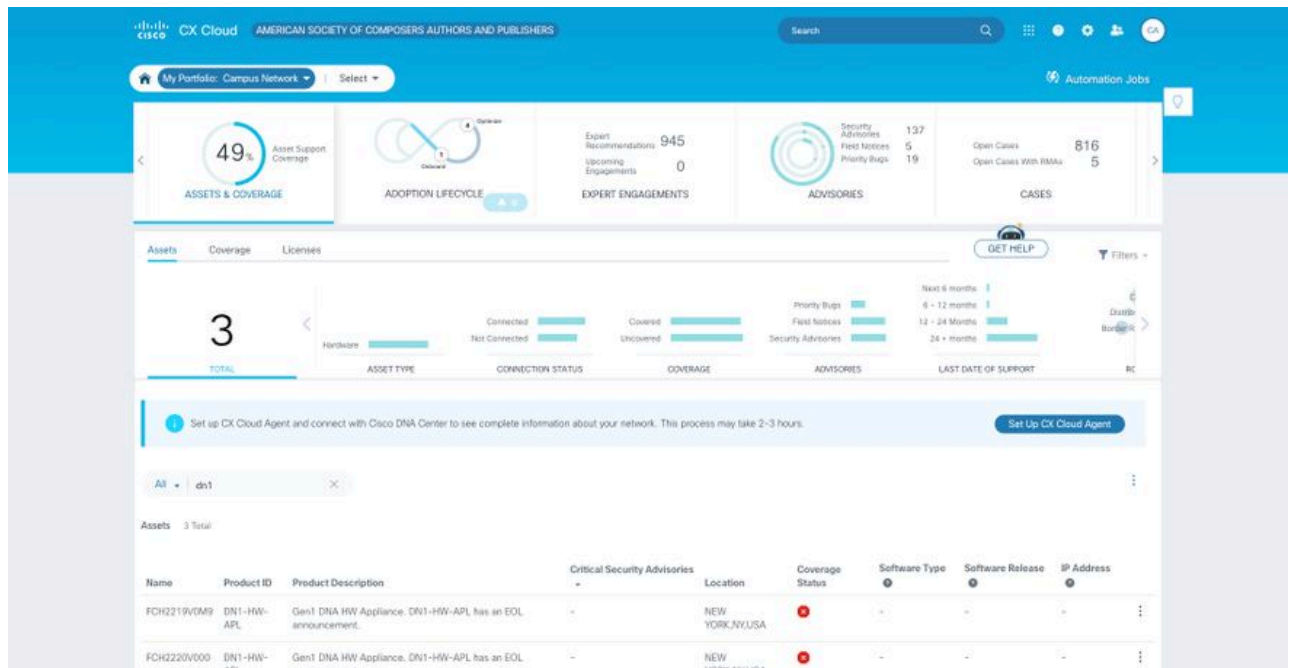 CISCO CX Cloud AMERICAN SOCIETY OF COMPOSERS AUTHORS AND PUBLISHERS Search CA
My Portfolio: Campus Network Select Automation Jobs
49% Asset Support Coverage
ASSETS & COVERAGE
4 Optimize
1 Onboard
ADOPTION LIFECYCLE
Expert Recommendations 945
Upcoming Engagements 0
EXPERT ENGAGEMENTS
Security Advisories 137
Field Notices 5
Priority Bugs 19
ADVISORIES
Open Cases 816
Open Cases With RMAs 5
CASES
Assets Coverage Licenses GET HELP Filters
3
TOTAL
Hardware
ASSET TYPE
Connected
Not Connected
CONNECTION STATUS
Covered
Uncovered
COVERAGE
Priority Bugs
Field Notices
Security Advisories
ADVISORIES
Next 6 months
6 - 12 months
12 - 24 Months
24 + months
LAST DATE OF SUPPORT
Distrib
Border R
Set up CX Cloud Agent and connect with Cisco DNA Center to see complete information about your network. This process may take 2-3 hours. Set Up CX Cloud Agent
All dn1
Assets 3 Total
Name Product ID Product Description Critical Security Advisories Location Coverage Status Software Type Software Release IP Address
FCH2219V0M9 DN1-HW-APL Gen1 DNA HW Appliance. DN1-HW-APL has an EOL announcement. - NEW YORK,NY,USA - - -
FCH2220V000 DN1-HW- Gen1 DNA HW Appliance. DN1-HW-APL has an EOL - NEW - - -